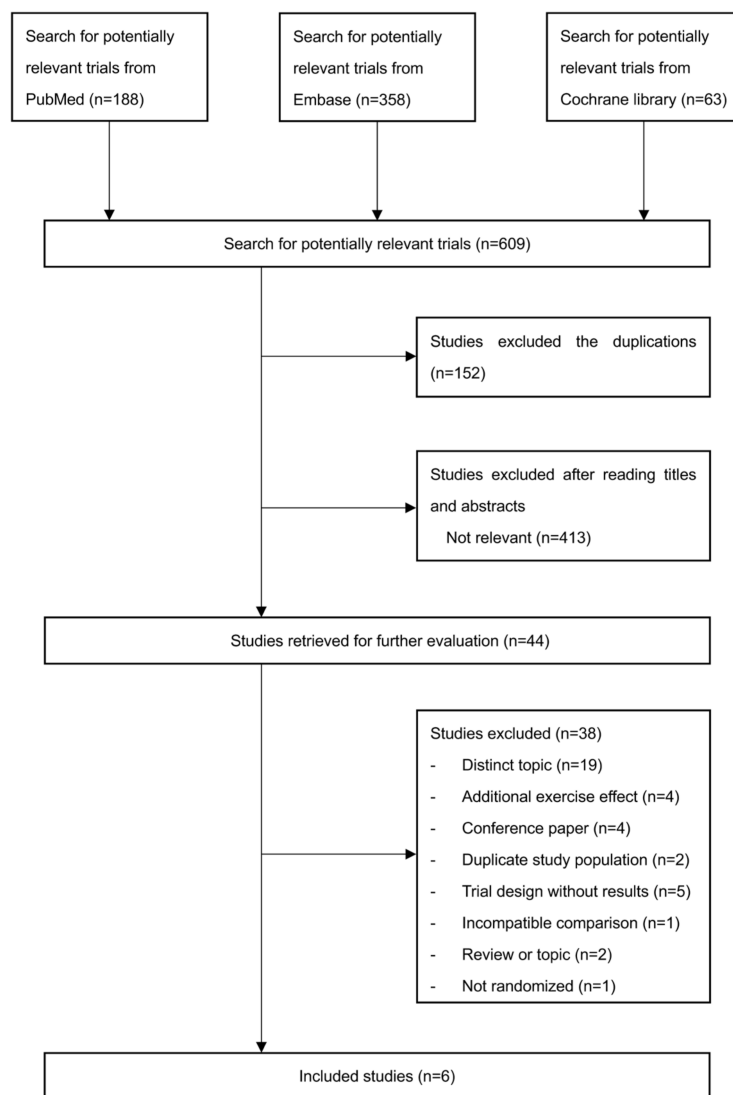 Search for potentially
relevant trials from
PubMed (n=188)
Search for potentially
relevant trials from
Embase (n=358)
Search for potentially
relevant trials from
Cochrane library (n=63)
Search for potentially relevant trials (n=609)
Studies excluded the duplications
(n=152)
Studies excluded after reading titles
and abstracts
Not relevant (n=413)
Studies retrieved for further evaluation (n=44)
Studies excluded (n=38)
- Distinct topic (n=19)
- Additional exercise effect (n=4)
- Conference paper (n=4)
- Duplicate study population (n=2)
- Trial design without results (n=5)
- Incompatible comparison (n=1)
- Review or topic (n=2)
- Not randomized (n=1)
Included studies (n=6)